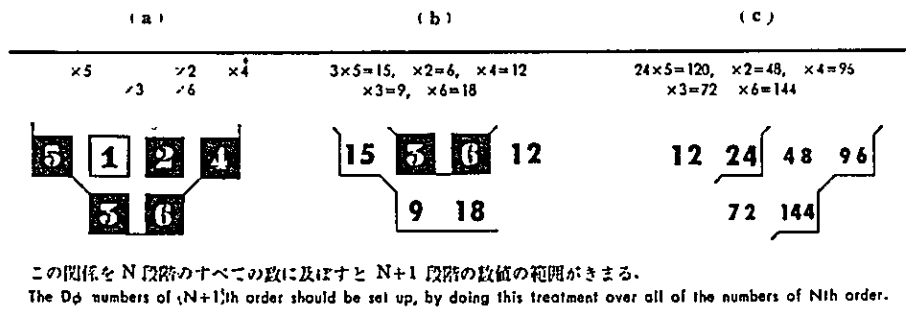 (a) (b) (c)
×5 ×2 ×4 3×5=15, ×2=6, ×4=12 24×5=120, ×2=48, ×4=96
×3 ×6 ×3=9, ×6=18 ×3=72 ×6=144
5 1 2 4 15 3 6 12 12 24 48 96
3 6 9 18 72 144
この関係を N 段階のすべての数に及ぼすと N+1 段階の数値の範囲がきまる.
The Dφ numbers of (N+1)th order should be set up, by doing this treatment over all of the numbers of Nth order.